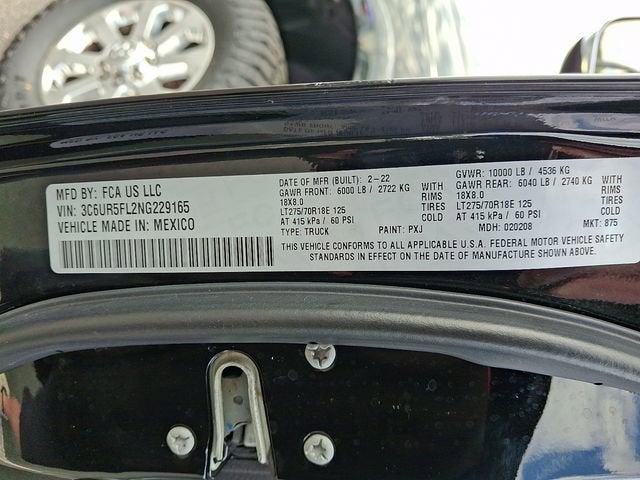 MFD BY: FCA US LLC
VIN: 3C6UR5FL2NG229165
VEHICLE MADE IN: MEXICO
DATE OF MFR (BUILT): 2-22
GAWR FRONT: 6000 LB / 2722 KG WITH
18X8.0 RIMS
LT275/70R18E 125 TIRES
AT 415 kPa / 60 PSI COLD
TYPE: TRUCK PAINT: PXJ
GVWR: 10000 LB / 4536 KG
GAWR REAR: 6040 LB / 2740 KG WITH
18X8.0 RIMS
LT275/70R18E 125 TIRES
AT 415 kPa / 60 PSI COLD
MDH: 020208 MKT: 875
THIS VEHICLE CONFORMS TO ALL APPLICABLE U.S.A. FEDERAL MOTOR VEHICLE SAFETY
STANDARDS IN EFFECT ON THE DATE OF MANUFACTURE SHOWN ABOVE.